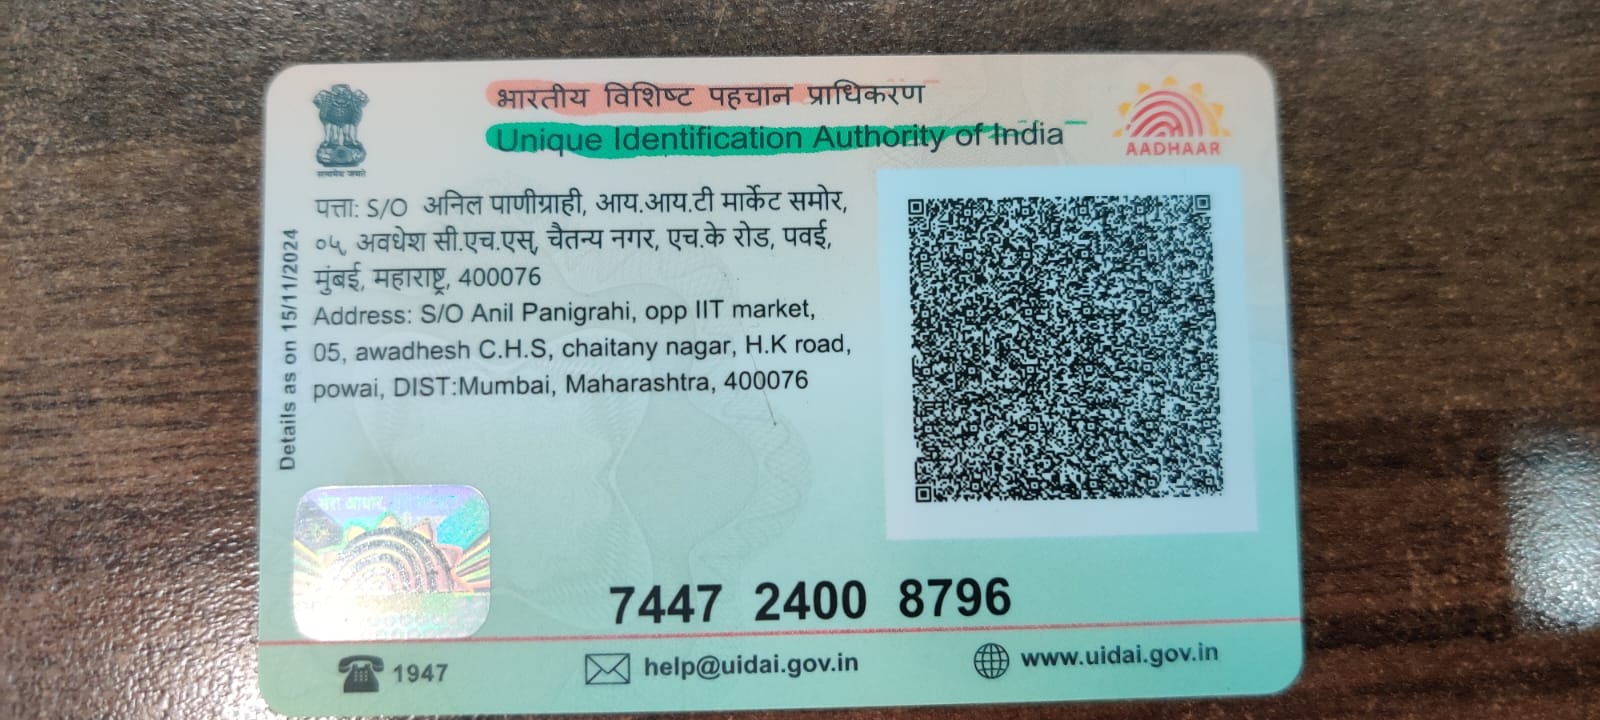 भारतीय विशिष्ट पहचान प्राधिकरण
Unique Identification Authority of India
AADHAAR
सत्यमेव जयते
पत्ता: S/O अनिल पाणीग्राही, आय.आय.टी मार्केट समोर,
०५, अवधेश सी.एच.एस, चैतन्य नगर, एच.के रोड, पवई,
मुंबई, महाराष्ट्र, 400076
Address: S/O Anil Panigrahi, opp IIT market,
05, awadhesh C.H.S, chaitany nagar, H.K road,
powai, DIST:Mumbai, Maharashtra, 400076
Details as on 15/11/2024
मेरा आधार,
7447 2400 8796
1947
help@uidai.gov.in
www.uidai.gov.in